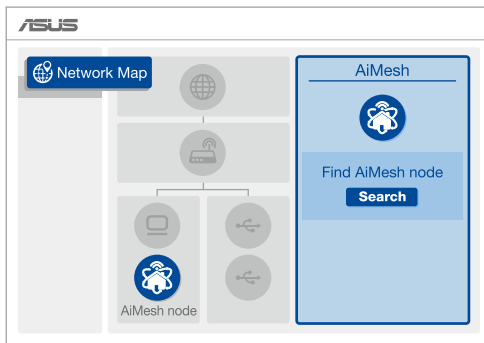 ASUS
Network Map
AiMesh
Find AiMesh node
Search
AiMesh node